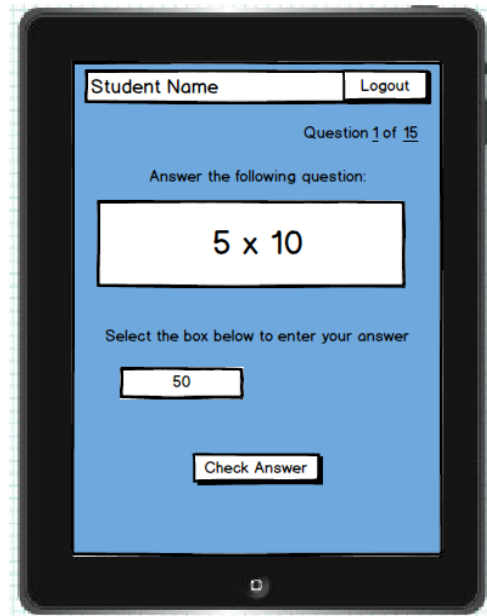 Student Name Logout
Question 1 of 15
Answer the following question:
5 x 10
Select the box below to enter your answer
50
Check Answer